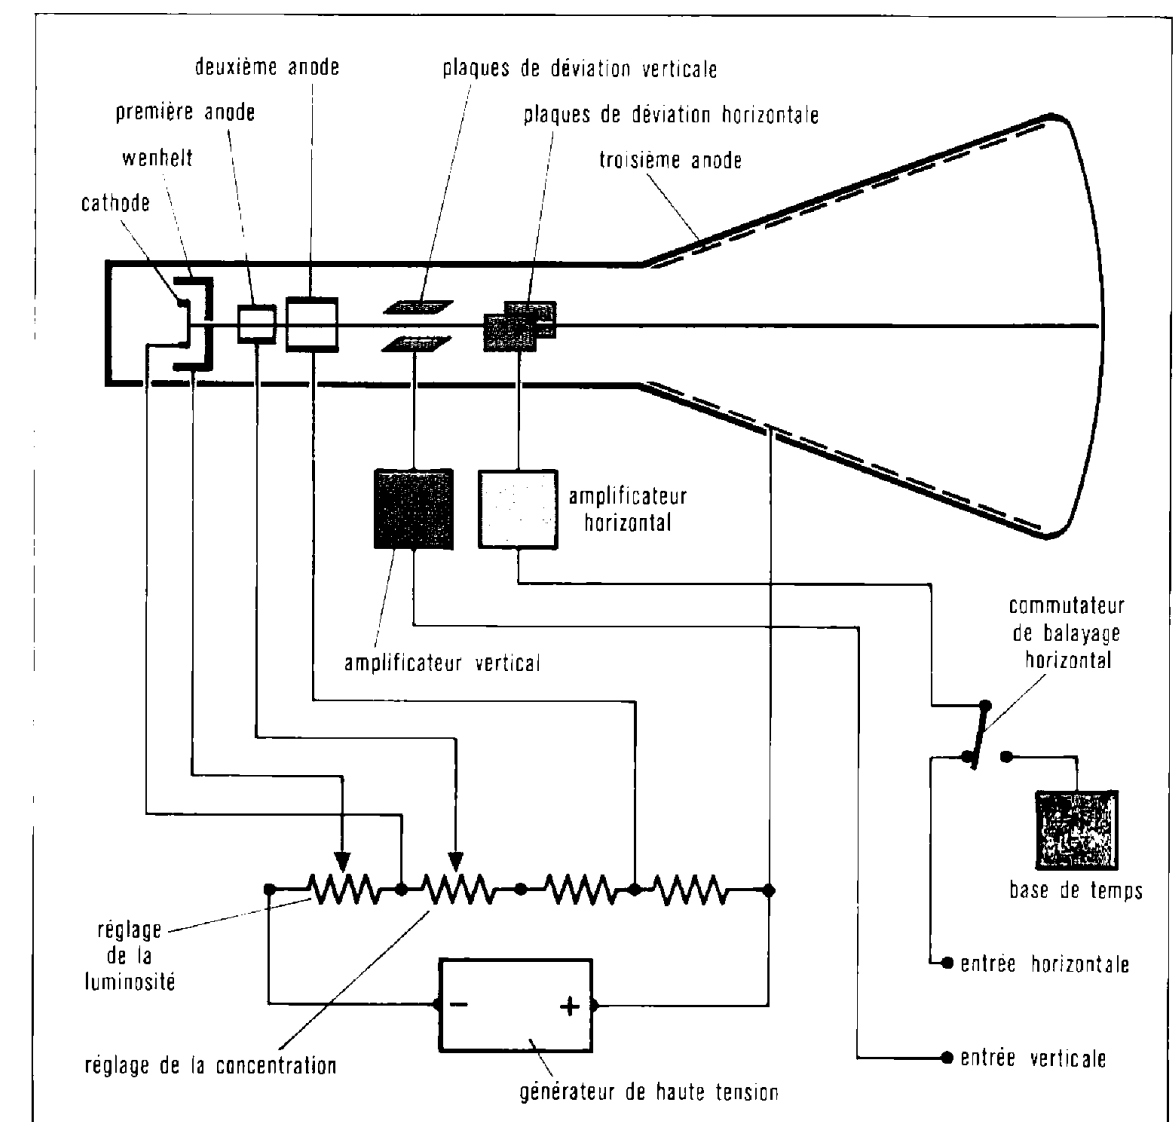 deuxième anode
plaques de déviation verticale
première anode
plaques de déviation horizontale
wenhelt
troisième anode
cathode
amplificateur
horizontal
commutateur
de balayage
horizontal
amplificateur vertical
base de temps
réglage
de la
luminosité
entrée horizontale
− +
réglage de la concentration
entrée verticale
générateur de haute tension